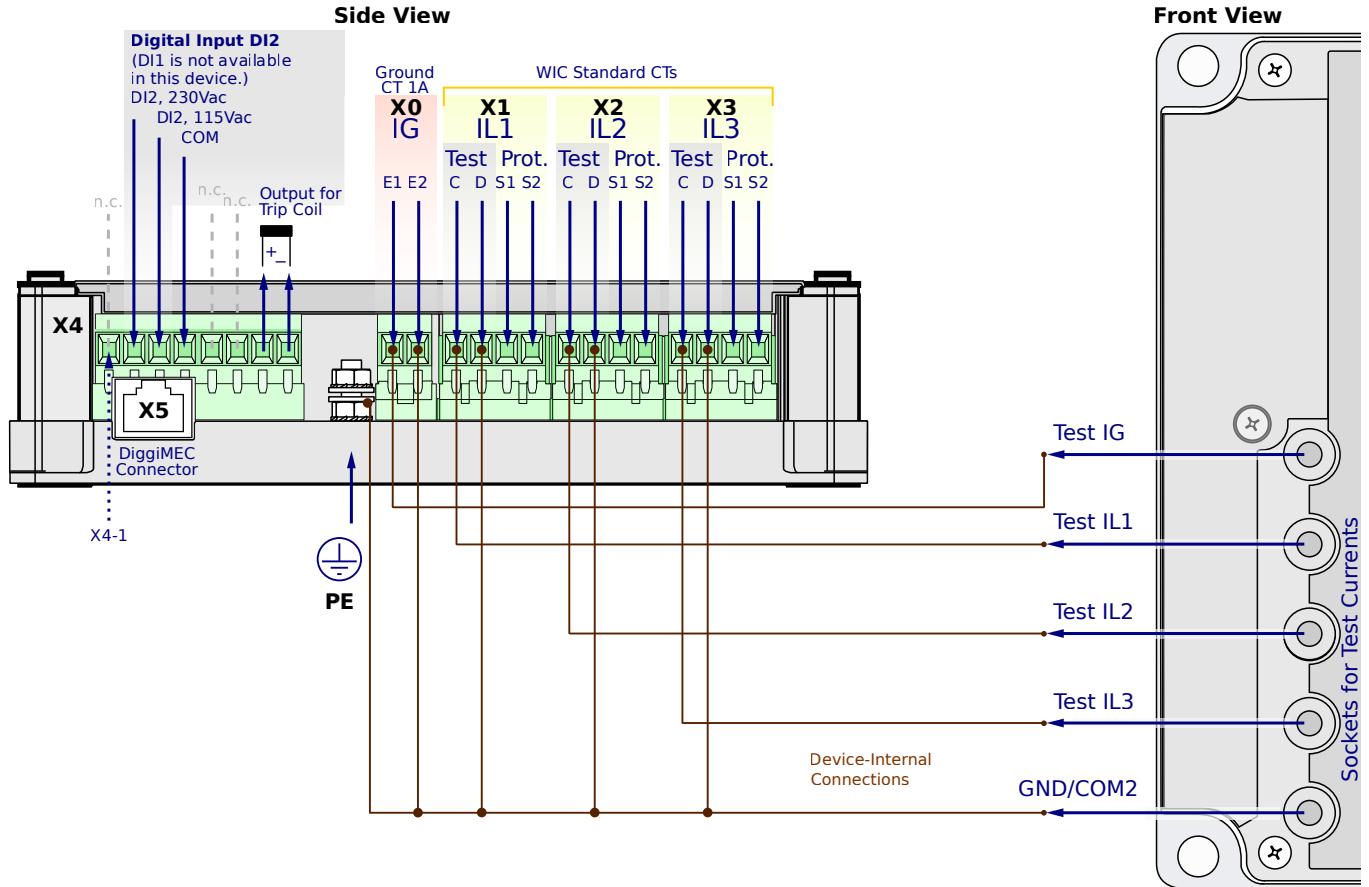 Side View
Front View
Digital Input DI2
(DI1 is not available
in this device.)
DI2, 230Vac
DI2, 115Vac
COM
n.c.
n.c.
n.c.
Output for
Trip Coil
+
−
Ground
CT 1A
WIC Standard CTs
X0
IG
E1 E2
X1
IL1
Test Prot.
C D S1 S2
X2
IL2
Test Prot.
C D S1 S2
X3
IL3
Test Prot.
C D S1 S2
X4
X5
DiggiMEC
Connector
X4-1
PE
Test IG
Test IL1
Test IL2
Test IL3
GND/COM2
Device-Internal
Connections
Sockets for Test Currents